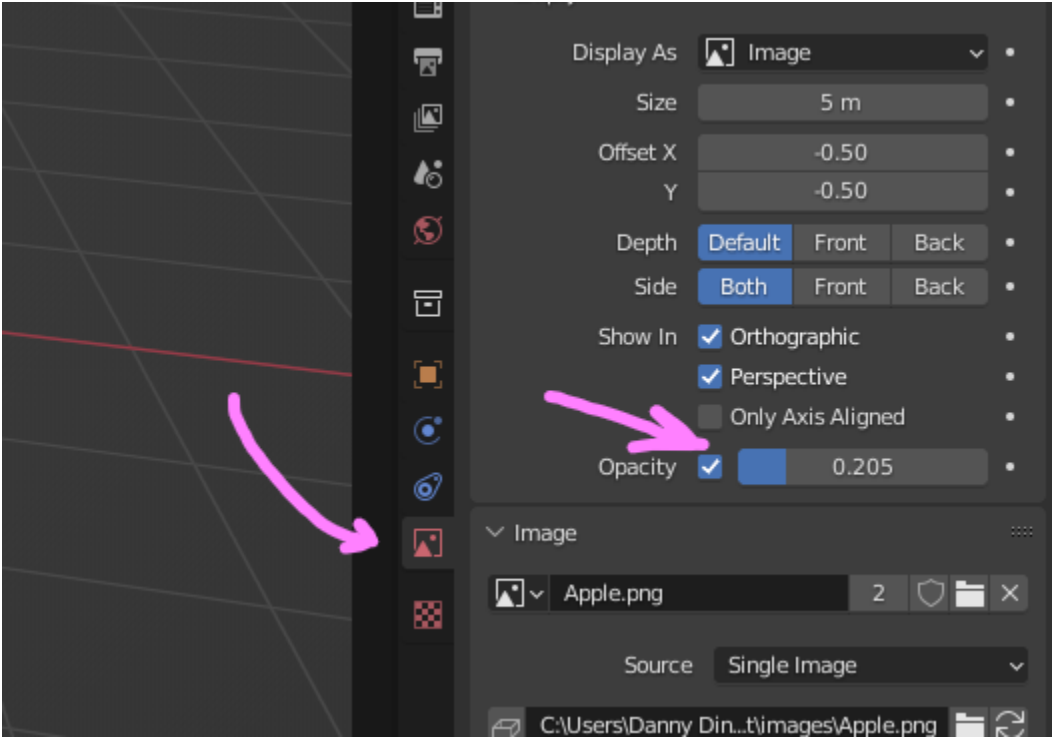 Display As Image
Size 5 m
Offset X -0.50
Y -0.50
Depth Default Front Back
Side Both Front Back
Show In Orthographic
Perspective
Only Axis Aligned
Opacity 0.205
Image
Apple.png 2
Source Single Image
C:\Users\Danny Din...t\images\Apple.png